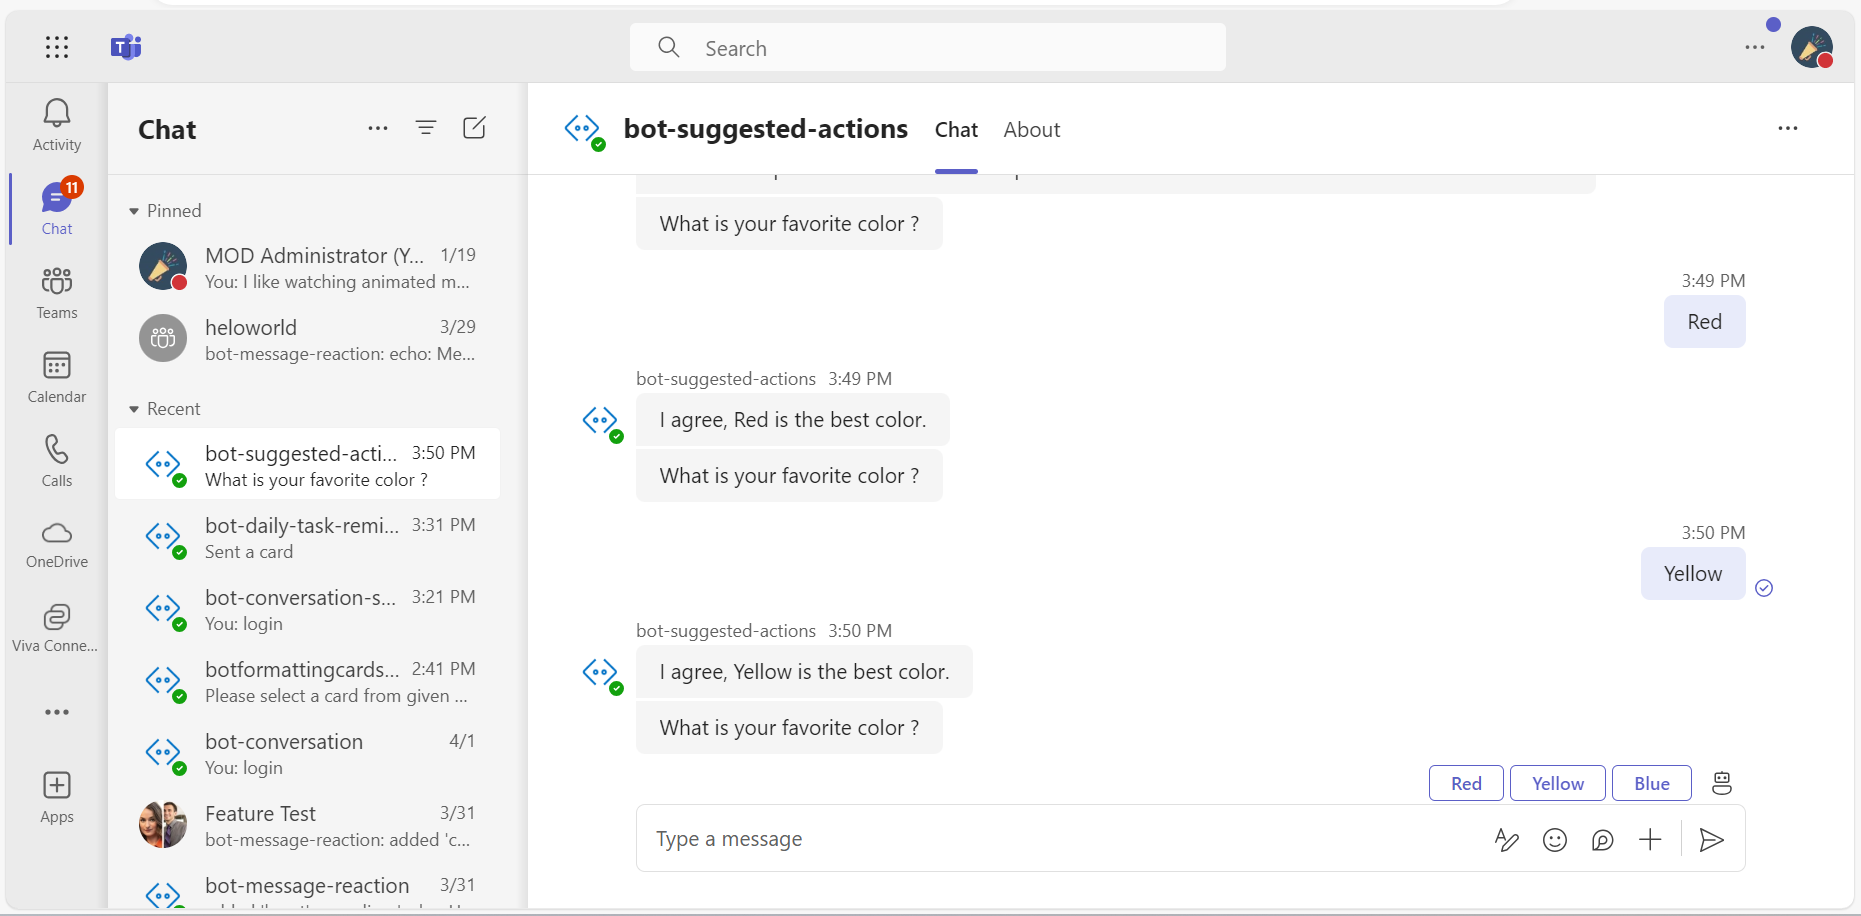 Search
Activity
11
Chat
Teams
Calendar
Calls
OneDrive
Viva Conne...
Apps
Chat
Pinned
MOD Administrator (Y... 1/19
You: I like watching animated m...
heloworld 3/29
bot-message-reaction: echo: Me...
Recent
bot-suggested-acti... 3:50 PM
What is your favorite color ?
bot-daily-task-remi... 3:31 PM
Sent a card
bot-conversation-s... 3:21 PM
You: login
botformattingcards... 2:41 PM
Please select a card from given ...
bot-conversation 4/1
You: login
Feature Test 3/31
bot-message-reaction: added 'c...
bot-message-reaction 3/31
bot-suggested-actions Chat About
What is your favorite color ?
3:49 PM
Red
bot-suggested-actions 3:49 PM
I agree, Red is the best color.
What is your favorite color ?
3:50 PM
Yellow
bot-suggested-actions 3:50 PM
I agree, Yellow is the best color.
What is your favorite color ?
Red Yellow Blue
Type a message